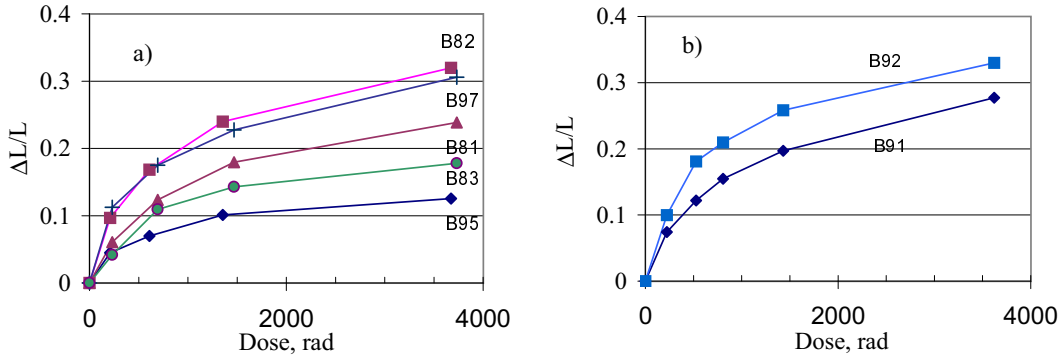 a)
0.4
0.3
0.2
0.1
0
ΔL/L
B82
B97
B81
B83
B95
0 2000 4000
Dose, rad
b)
0.4
0.3
0.2
0.1
0
ΔL/L
B92
B91
0 2000 4000
Dose, rad